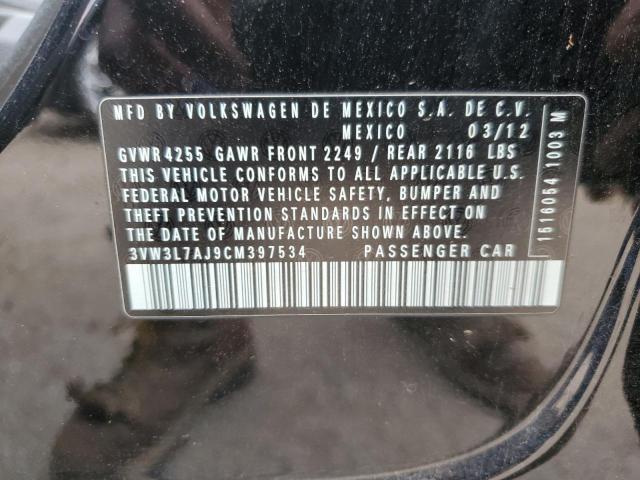 MFD BY VOLKSWAGEN DE MEXICO S.A. DE C.V.
MEXICO 03/12
GVWR 4255 GAWR FRONT 2249 / REAR 2116 LBS
THIS VEHICLE CONFORMS TO ALL APPLICABLE U.S.
FEDERAL MOTOR VEHICLE SAFETY, BUMPER AND
THEFT PREVENTION STANDARDS IN EFFECT ON
THE DATE OF MANUFACTURE SHOWN ABOVE.
3VW3L7AJ9CM397534 PASSENGER CAR
1616054 1003 M